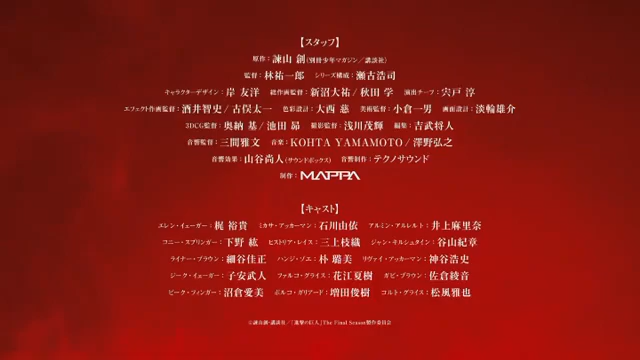 【スタッフ】
原作：諫山 創(別冊少年マガジン／講談社)
監督：林祐一郎 シリーズ構成：瀬古浩司
キャラクターデザイン：岸 友洋 総作画監督：新沼大祐/秋田 学 演出チーフ：宍戸 淳
エフェクト作画監督：酒井智史/古俣太一 色彩設計：大西 慈 美術監督：小倉一男 画面設計：淡輪雄介
3DCG監督：奥納 基/池田 昴 撮影監督：浅川茂輝 編集：吉武将人
音響監督：三間雅文 音楽：KOHTA YAMAMOTO/澤野弘之
音響効果：山谷尚人(サウンドボックス) 音響制作：テクノサウンド
制作：MAPPA
【キャスト】
エレン・イェーガー：梶 裕貴 ミカサ・アッカーマン：石川由依 アルミン・アルレルト：井上麻里奈
コニー・スプリンガー：下野 紘 ヒストリア・レイス：三上枝織 ジャン・キルシュタイン：谷山紀章
ライナー・ブラウン：細谷佳正 ハンジ・ゾエ：朴 璐美 リヴァイ・アッカーマン：神谷浩史
ジーク・イェーガー：子安武人 ファルコ・グライス：花江夏樹 ガビ・ブラウン：佐倉綾音
ピーク・フィンガー：沼倉愛美 ポルコ・ガリアード：増田俊樹 コルト・グライス：松風雅也
©諫山創・講談社／「進撃の巨人」The Final Season製作委員会